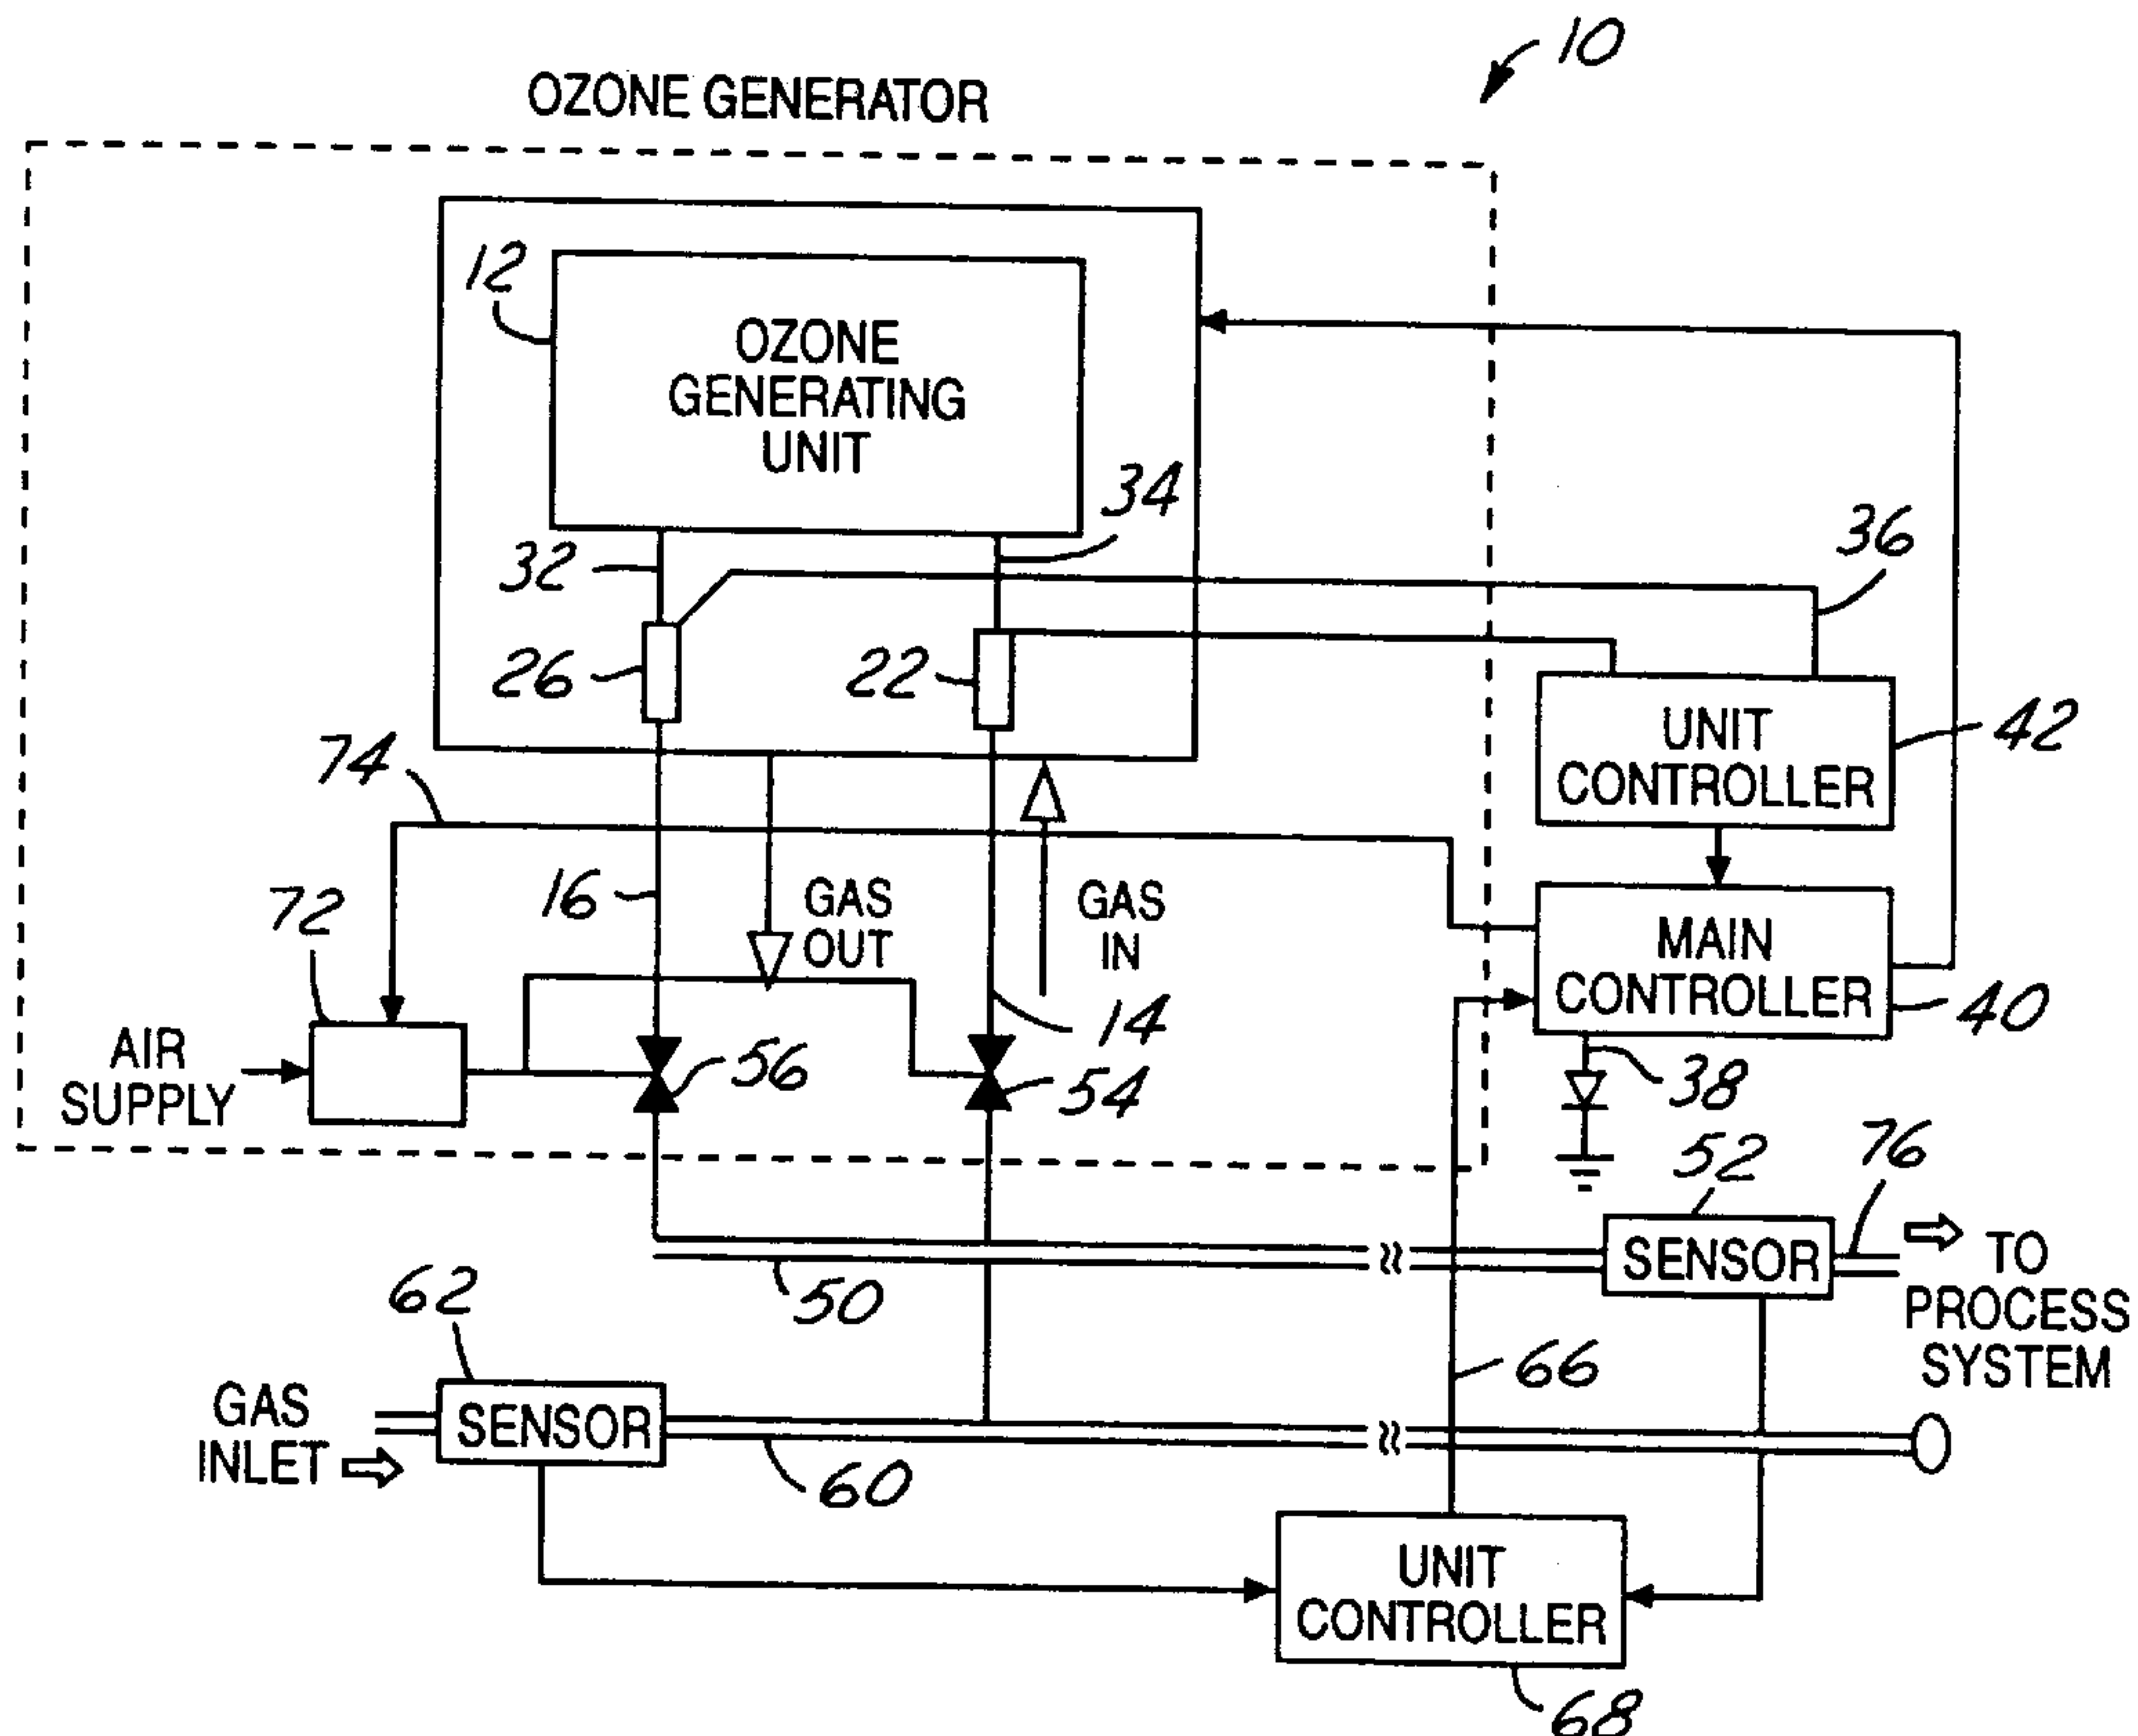 10
OZONE GENERATOR
12
OZONE
GENERATING
UNIT
34
32
36
26
22
UNIT
CONTROLLER
42
74
16
GAS
OUT
GAS
IN
72
MAIN
CONTROLLER
40
14
AIR
SUPPLY
56
54
38
52
76
SENSOR
TO
PROCESS
SYSTEM
50
62
66
GAS
INLET
SENSOR
60
UNIT
CONTROLLER
68